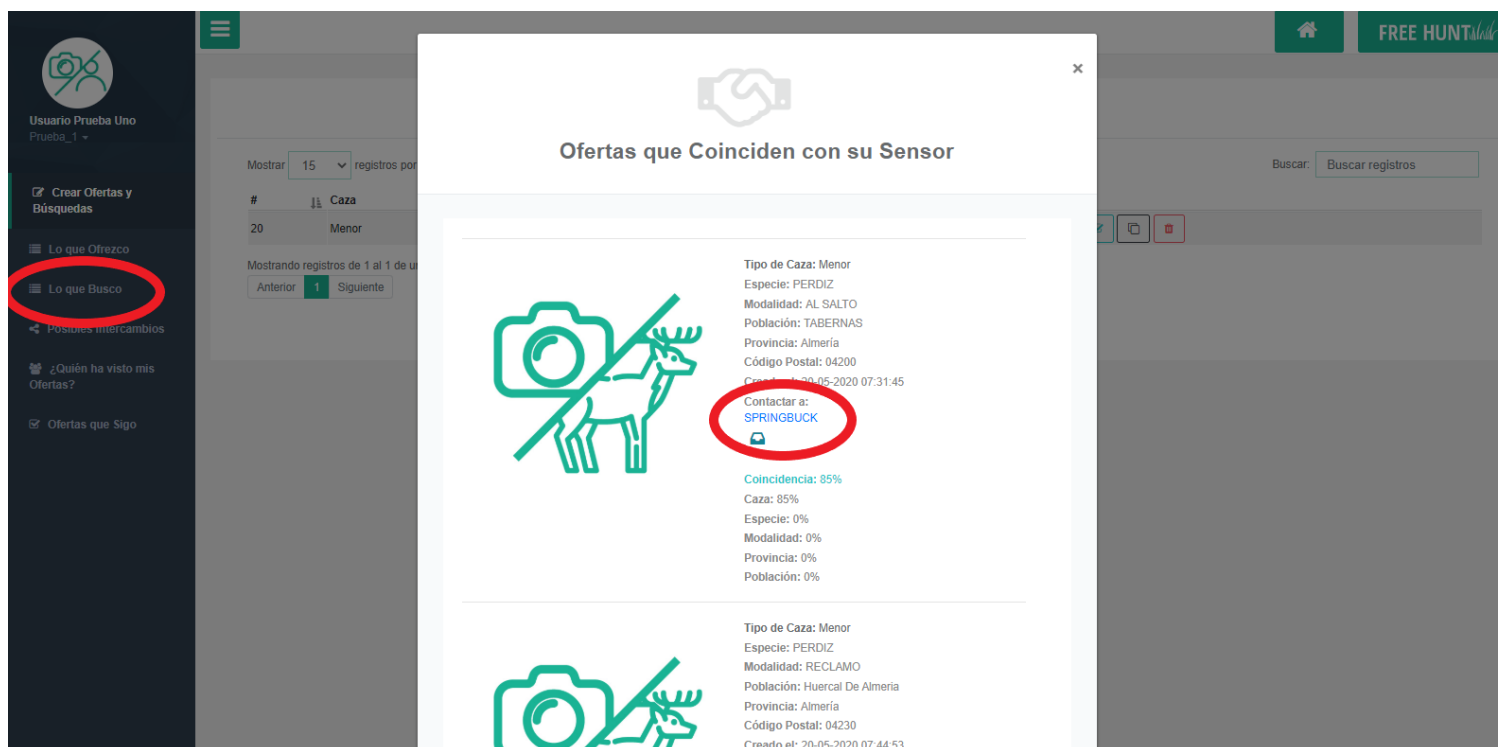 FREE HUNT
Usuario Prueba Uno
Prueba_1
Crear Ofertas y
Búsquedas
Lo que Ofrezco
Lo que Busco
Posibles Intercambios
¿Quién ha visto mis
Ofertas?
Ofertas que Sigo
Mostrar 15 registros por
Buscar: Buscar registros
# Caza
20 Menor
Mostrando registros de 1 al 1 de
Anterior 1 Siguiente
×
Ofertas que Coinciden con su Sensor
Tipo de Caza: Menor
Especie: PERDIZ
Modalidad: AL SALTO
Población: TABERNAS
Provincia: Almería
Código Postal: 04200
20-05-2020 07:31:45
Contactar a:
SPRINGBUCK
Coincidencia: 85%
Caza: 85%
Especie: 0%
Modalidad: 0%
Provincia: 0%
Población: 0%
Tipo de Caza: Menor
Especie: PERDIZ
Modalidad: RECLAMO
Población: Huercal De Almeria
Provincia: Almería
Código Postal: 04230
Creado el: 20-05-2020 07:44:53